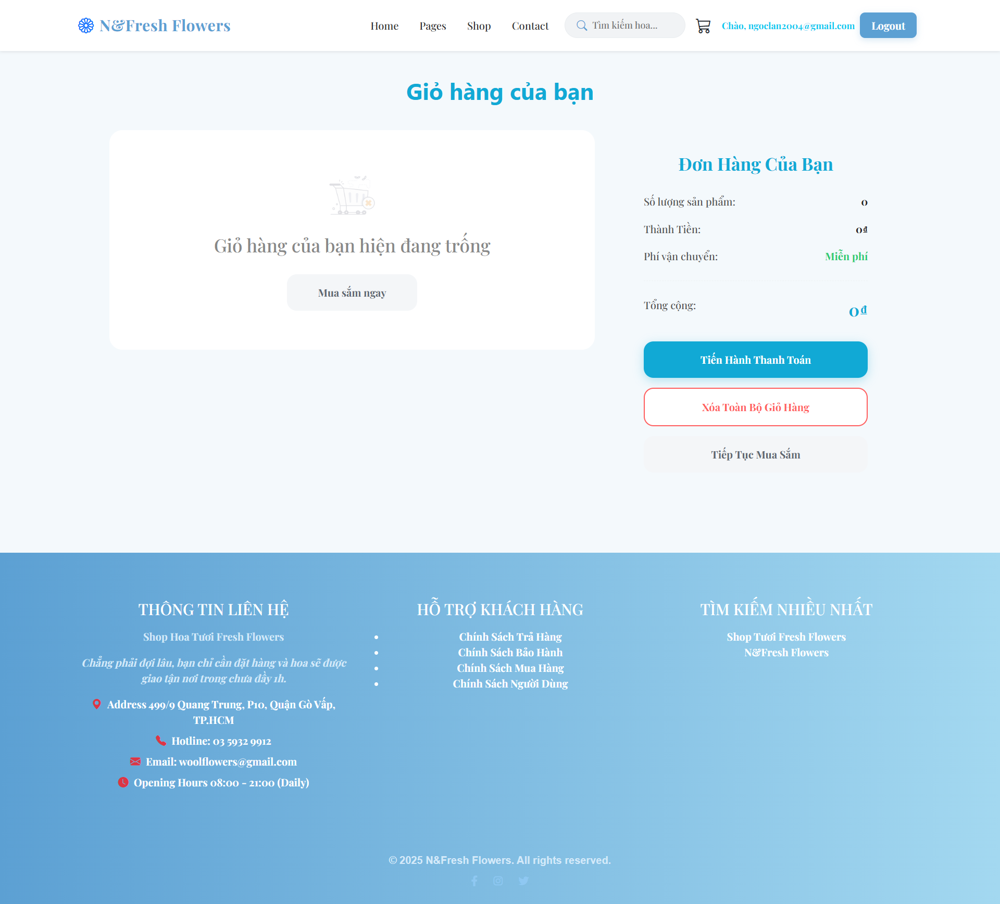 N&Fresh Flowers
Home
Pages
Shop
Contact
Tìm kiếm hoa...
Chào, ngoclan2004@gmail.com
Logout
Giỏ hàng của bạn
Giỏ hàng của bạn hiện đang trống
Mua sắm ngay
Đơn Hàng Của Bạn
Số lượng sản phẩm: 0
Thành Tiền: 0₫
Phí vận chuyển: Miễn phí
Tổng cộng: 0₫
Tiến Hành Thanh Toán
Xóa Toàn Bộ Giỏ Hàng
Tiếp Tục Mua Sắm
THÔNG TIN LIÊN HỆ
Shop Hoa Tươi Fresh Flowers
Chẳng phải đợi lâu, bạn chỉ cần đặt hàng và hoa sẽ được
giao tận nơi trong chưa đầy 1h.
Address 499/9 Quang Trung, P10, Quận Gò Vấp,
TP.HCM
Hotline: 03 5932 9912
Email: woolflowers@gmail.com
Opening Hours 08:00 - 21:00 (Daily)
HỖ TRỢ KHÁCH HÀNG
Chính Sách Trả Hàng
Chính Sách Bảo Hành
Chính Sách Mua Hàng
Chính Sách Người Dùng
TÌM KIẾM NHIỀU NHẤT
Shop Tươi Fresh Flowers
N&Fresh Flowers
© 2025 N&Fresh Flowers. All rights reserved.